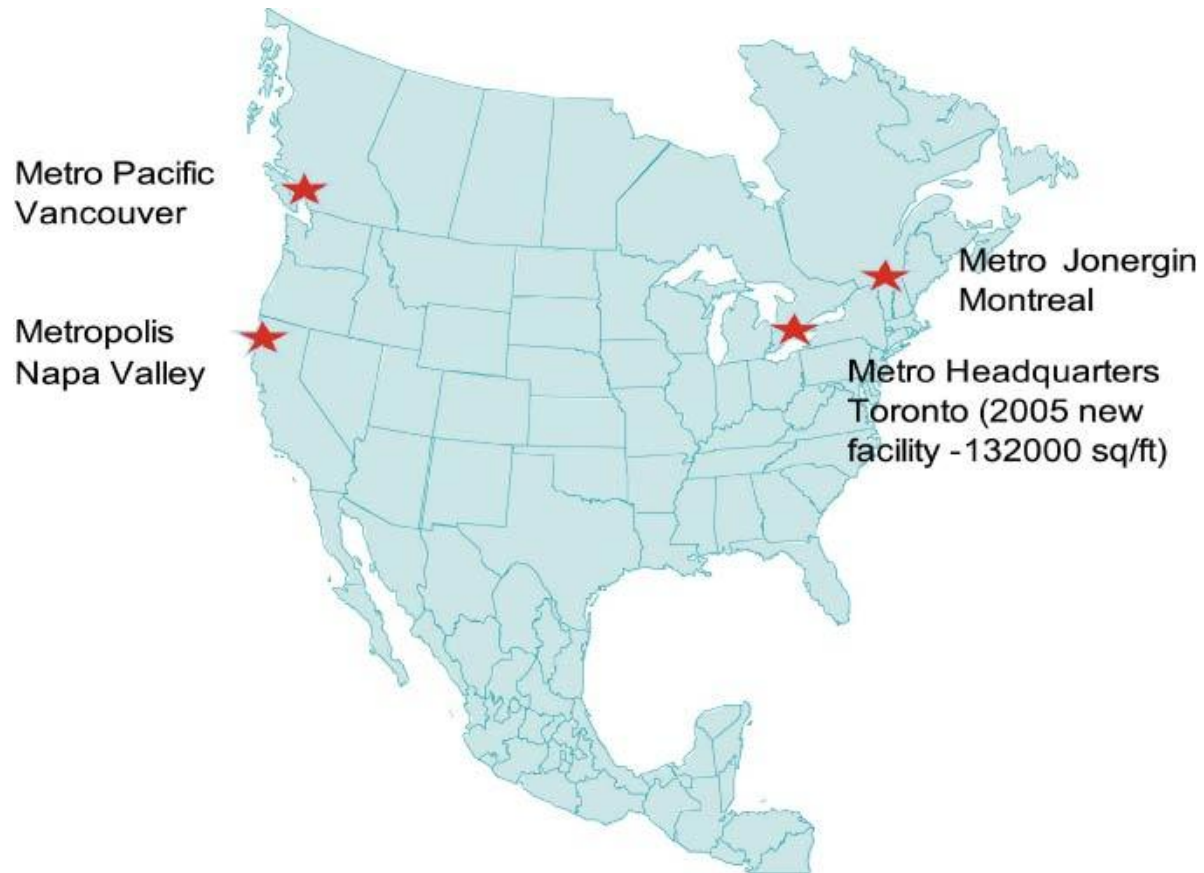 Metro Pacific
Vancouver
Metropolis
Napa Valley
Metro Jonergin
Montreal
Metro Headquarters
Toronto (2005 new
facility -132000 sq/ft)